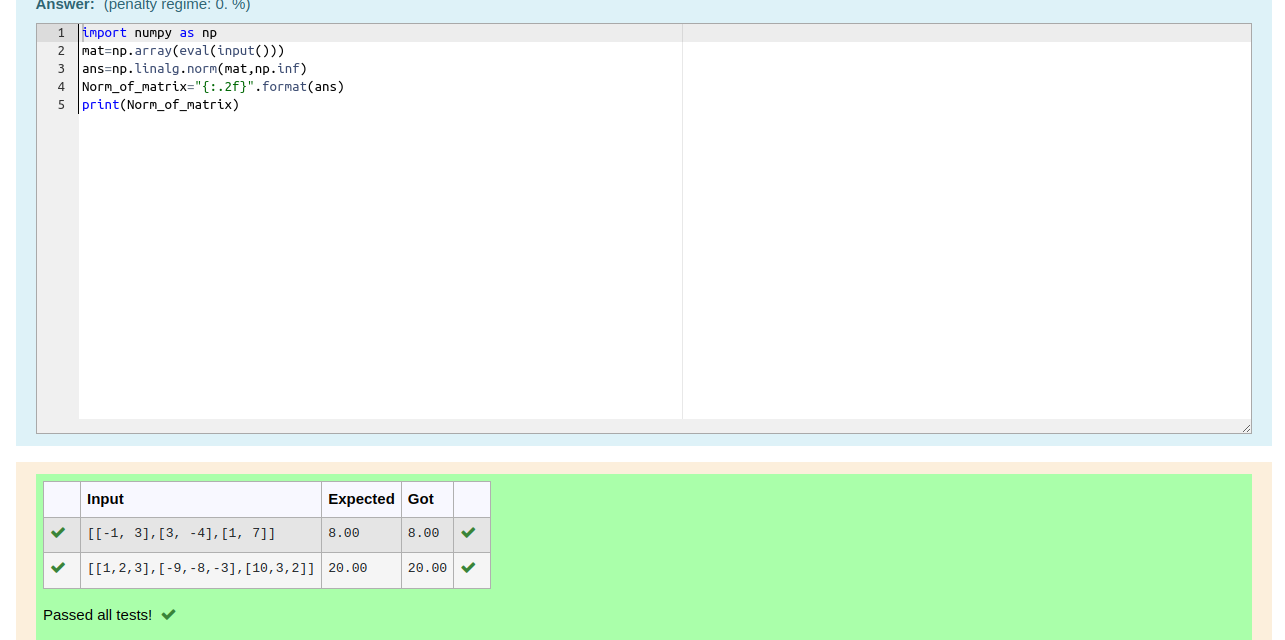 Answer: (penalty regime: 0. %)
1 import numpy as np
2 mat=np.array(eval(input()))
3 ans=np.linalg.norm(mat,np.inf)
4 Norm_of_matrix="{:.2f}".format(ans)
5 print(Norm_of_matrix)
Input Expected Got
[[-1, 3],[3, -4],[1, 7]] 8.00 8.00
[[1,2,3],[-9,-8,-3],[10,3,2]] 20.00 20.00
Passed all tests!